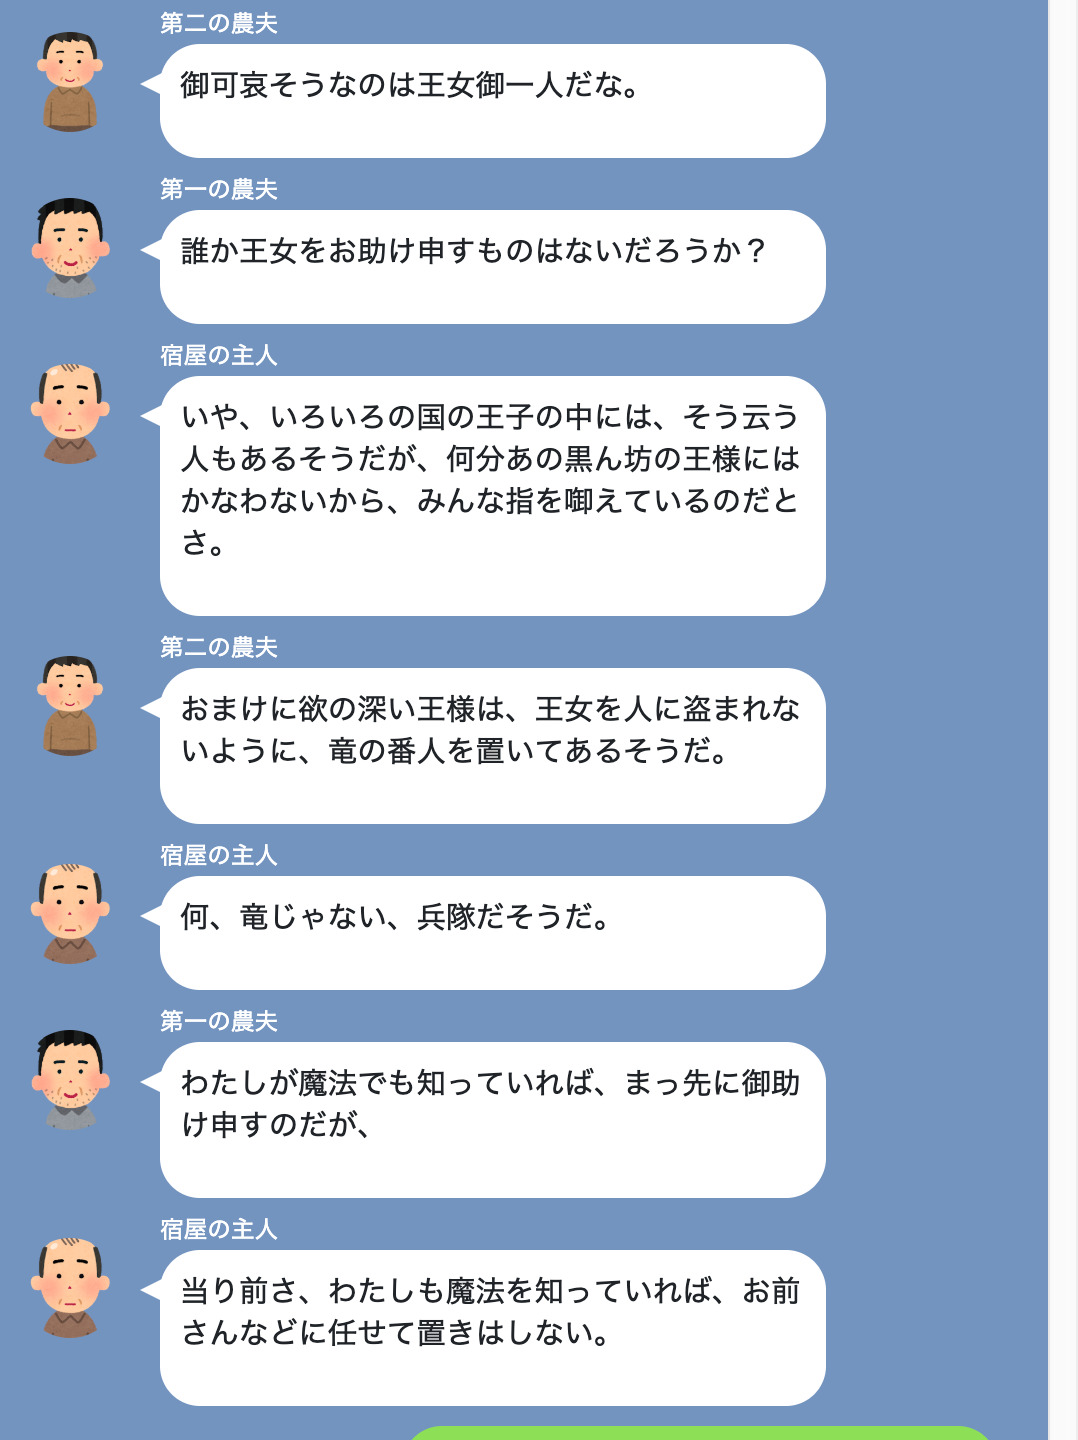 第二の農夫
御可哀そうなのは王女御一人だな。
第一の農夫
誰か王女をお助け申すものはないだろうか？
宿屋の主人
いや、いろいろの国の王子の中には、そう云う
人もあるそうだが、何分あの黒ん坊の王様には
かなわないから、みんな指を啣えているのだと
さ。
第二の農夫
おまけに欲の深い王様は、王女を人に盗まれな
いように、竜の番人を置いてあるそうだ。
宿屋の主人
何、竜じゃない、兵隊だそうだ。
第一の農夫
わたしが魔法でも知っていれば、まっ先に御助
け申すのだが、
宿屋の主人
当り前さ、わたしも魔法を知っていれば、お前
さんなどに任せて置きはしない。